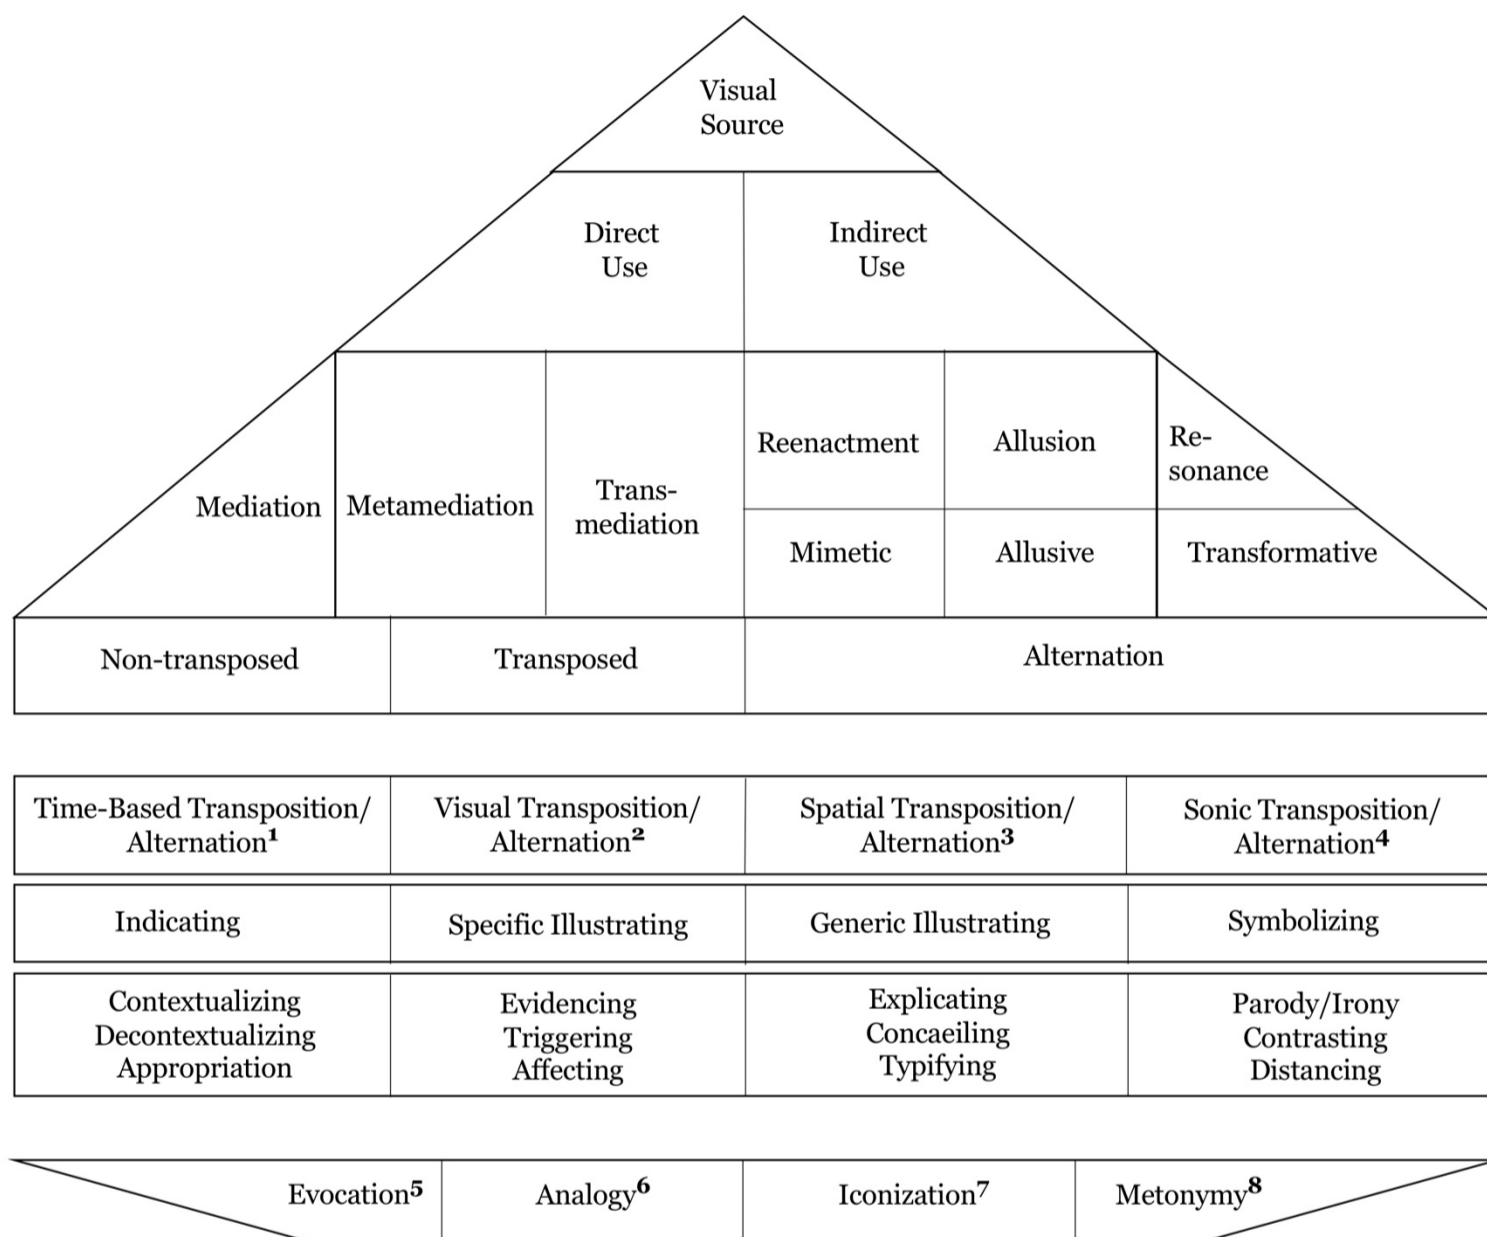 Visual
Source
Direct
Use
Indirect
Use
Mediation
Metamediation
Trans-
mediation
Reenactment
Allusion
Re-
sonance
Mimetic
Allusive
Transformative
Non-transposed
Transposed
Alternation
Time-Based Transposition/
Alternation¹
Visual Transposition/
Alternation²
Spatial Transposition/
Alternation³
Sonic Transposition/
Alternation⁴
Indicating
Specific Illustrating
Generic Illustrating
Symbolizing
Contextualizing
Decontextualizing
Appropriation
Evidencing
Triggering
Affecting
Explicating
Concaeiling
Typifying
Parody/Irony
Contrasting
Distancing
Evocation⁵
Analogy⁶
Iconization⁷
Metonymy⁸